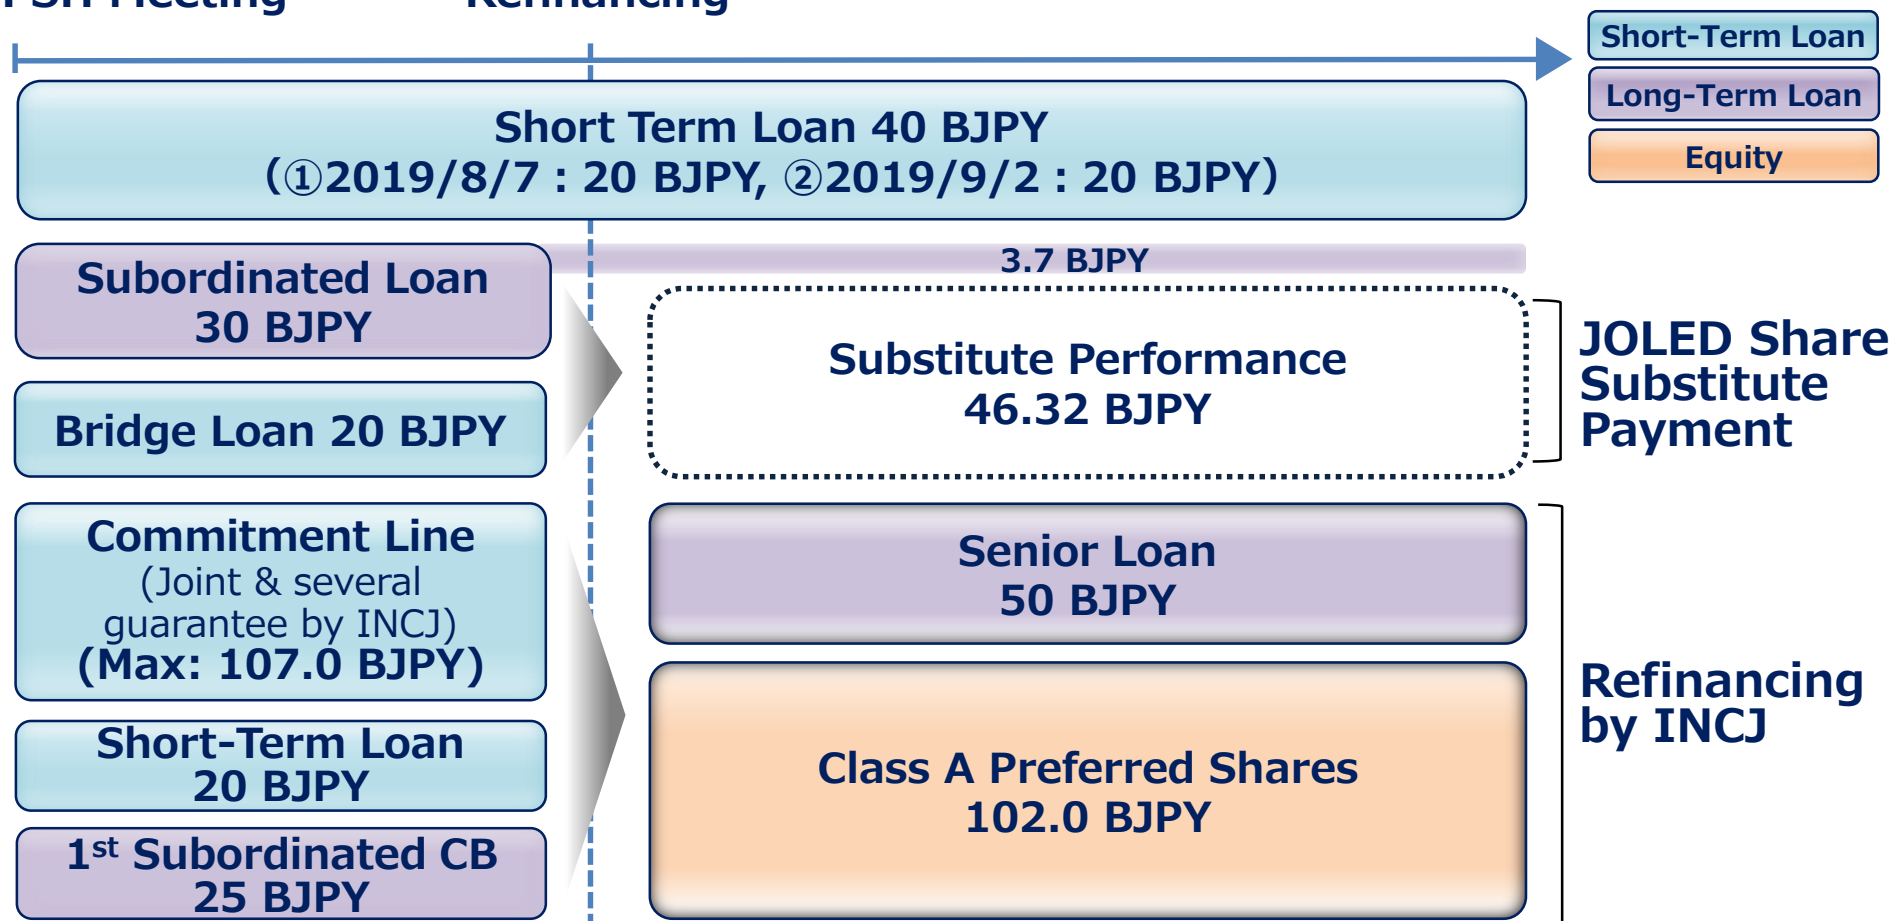 Meeting
Refinancing
Short-Term Loan
Long-Term Loan
Equity
Short Term Loan 40 BJPY
(①2019/8/7 : 20 BJPY, ②2019/9/2 : 20 BJPY)
3.7 BJPY
Subordinated Loan
30 BJPY
Bridge Loan 20 BJPY
Substitute Performance
46.32 BJPY
JOLED Share
Substitute
Payment
Commitment Line
(Joint & several
guarantee by INCJ)
(Max: 107.0 BJPY)
Short-Term Loan
20 BJPY
1st Subordinated CB
25 BJPY
Senior Loan
50 BJPY
Class A Preferred Shares
102.0 BJPY
Refinancing
by INCJ